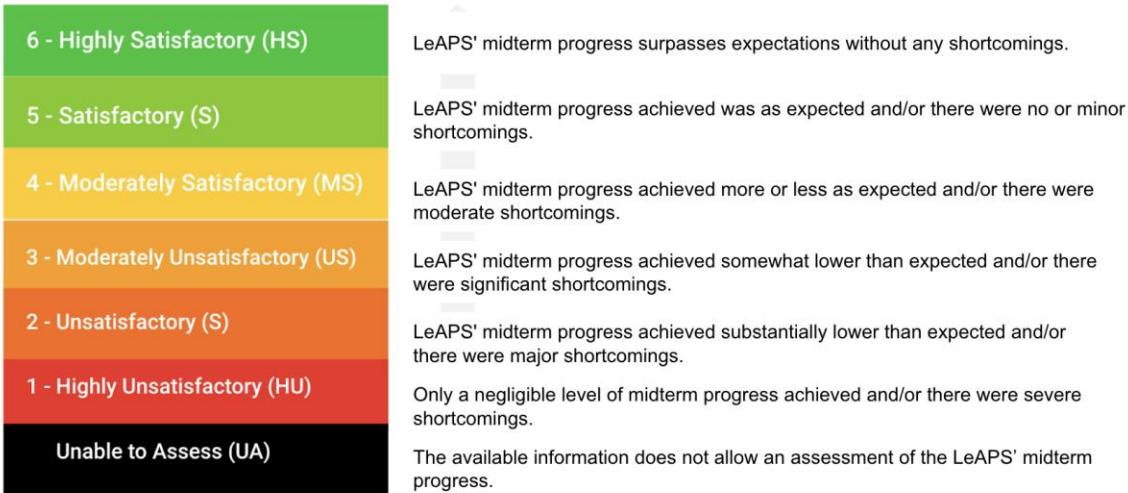 6 - Highly Satisfactory (HS)
LeAPS' midterm progress surpasses expectations without any shortcomings.
5 - Satisfactory (S)
LeAPS' midterm progress achieved was as expected and/or there were no or minor
shortcomings.
4 - Moderately Satisfactory (MS)
LeAPS' midterm progress achieved more or less as expected and/or there were
moderate shortcomings.
3 - Moderately Unsatisfactory (US)
LeAPS' midterm progress achieved somewhat lower than expected and/or there
were significant shortcomings.
2 - Unsatisfactory (S)
LeAPS' midterm progress achieved substantially lower than expected and/or
there were major shortcomings.
1 - Highly Unsatisfactory (HU)
Only a negligible level of midterm progress achieved and/or there were severe
shortcomings.
Unable to Assess (UA)
The available information does not allow an assessment of the LeAPS’ midterm
progress.